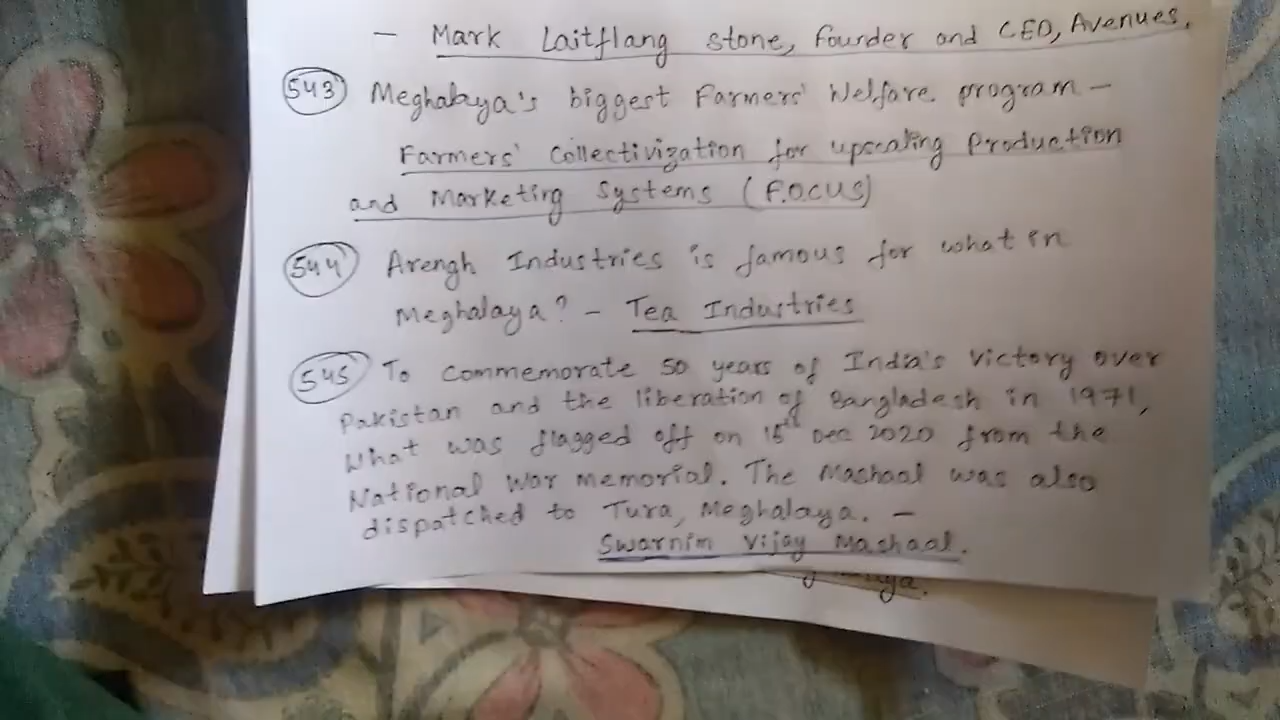 - Mark Laitflang stone, founder and CEO, Avenues.
543 Meghalaya's biggest Farmers' Welfare program -
Farmers' Collectivization for upscaling Production
and Marketing Systems (FOCUS)
544 Arengh Industries is famous for what in
Meghalaya? - Tea Industries
545 To commemorate 50 years of India's victory over
Pakistan and the liberation of Bangladesh in 1971,
What was flagged off on 15th Dec 2020 from the
National War memorial. The Mashaal was also
dispatched to Tura, Meghalaya. -
Swarnim Vijay Mashaal.